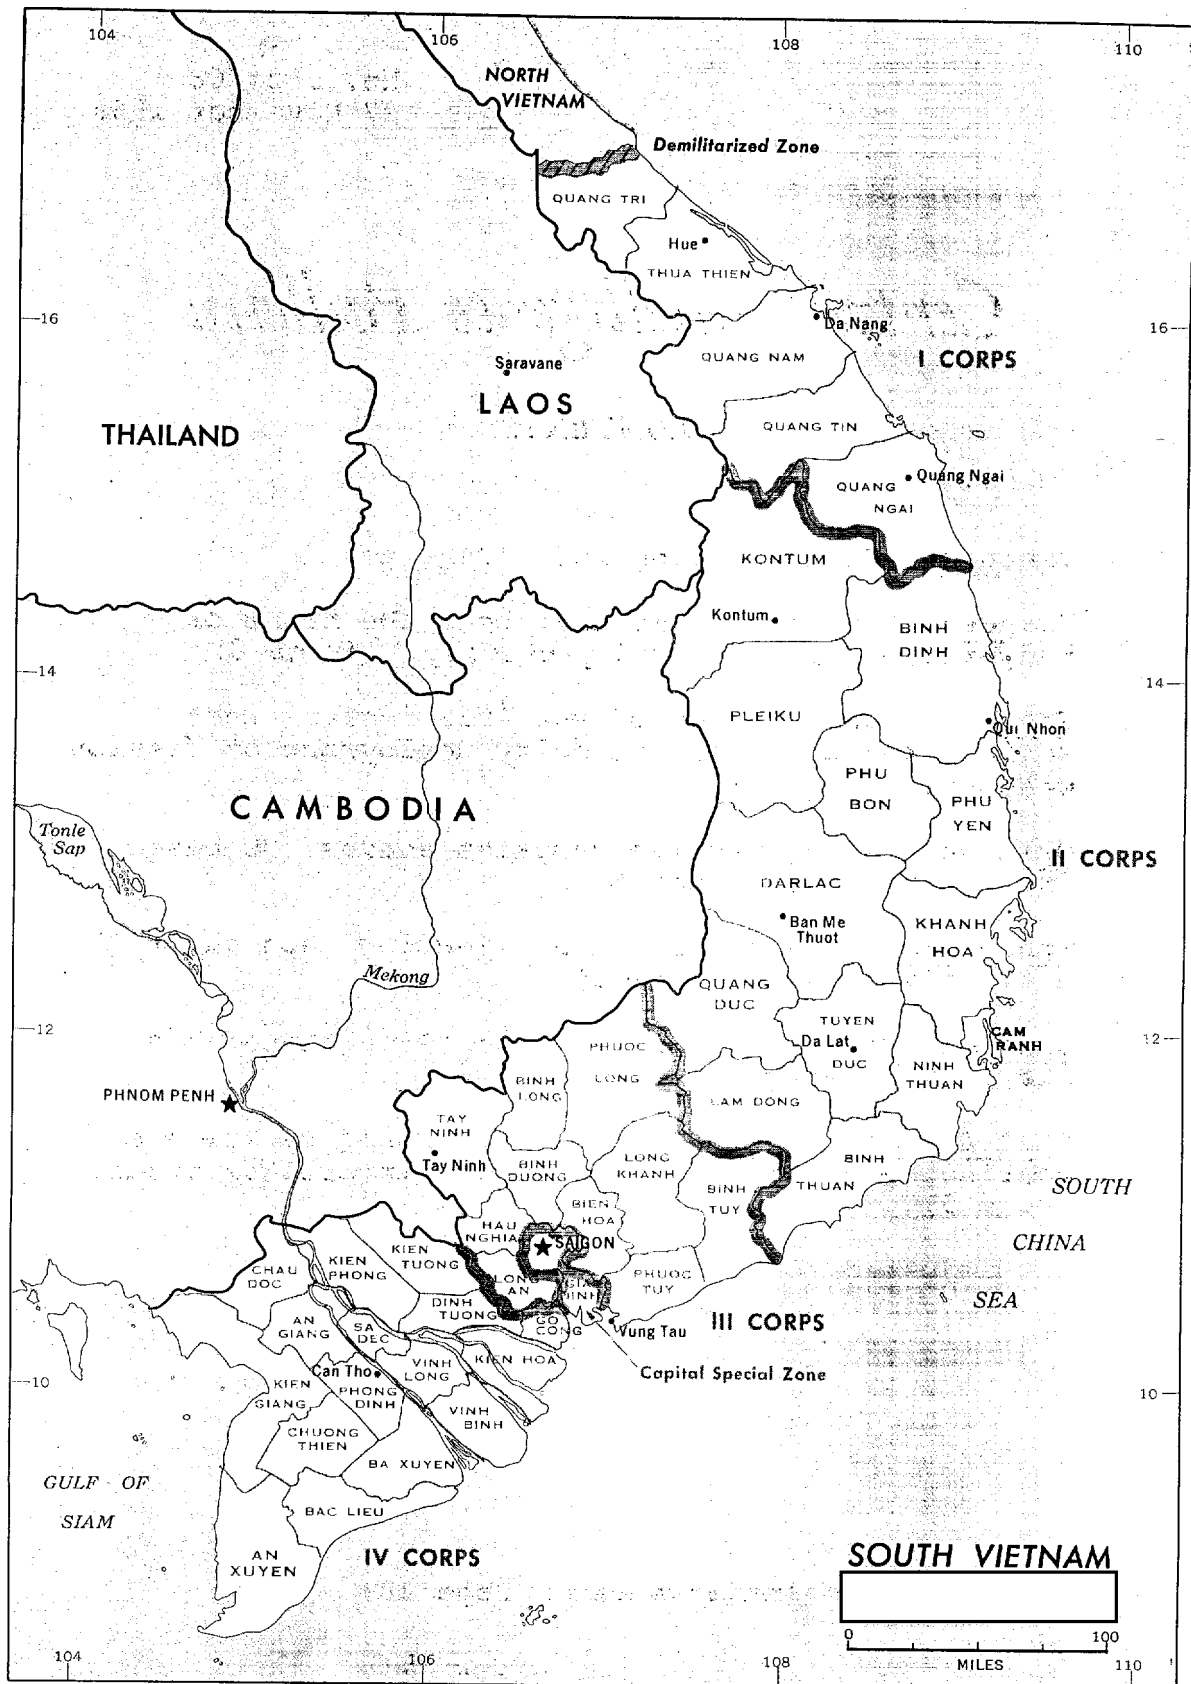 104
106
108
110
NORTH
VIETNAM
Demilitarized Zone
QUANG TRI
Hue
THUA THIEN
16
Da Nang
16
QUANG NAM
I CORPS
Saravane
LAOS
THAILAND
QUANG TIN
Quang Ngai
QUANG
NGAI
KONTUM
Kontum
BINH
DINH
14
14
PLEIKU
Qui Nhon
PHU
BON
PHU
YEN
CAMBODIA
Tonle
Sap
II CORPS
DARLAC
Ban Me
Thuot
KHANH
HOA
Mekong
QUANG
DUC
12
12
TUYEN
DUC
Da Lat
CAM
RANH
NINH
THUAN
PHUOC
LONG
BINH
LONG
LAM DONG
PHNOM PENH
TAY
NINH
Tay Ninh
BINH
DUONG
LONG
KHANH
BINH
TUY
BINH
THUAN
BIEN
HOA
HAU
NGHIA
SAIGON
SOUTH
CHINA
SEA
CHAU
DOC
KIEN
PHONG
KIEN
TUONG
LONG
AN
GIA
DINH
PHUOC
TUY
DINH
TUONG
GO
CONG
Vung Tau
III CORPS
AN
GIANG
SA
DEC
Capital Special Zone
Can Tho
VINH
LONG
KIEN HOA
10
10
KIEN
GIANG
PHONG
DINH
VINH
BINH
CHUONG
THIEN
BA XUYEN
GULF OF
SIAM
BAC LIEU
AN
XUYEN
IV CORPS
SOUTH VIETNAM
0
100
MILES
104
106
108
110